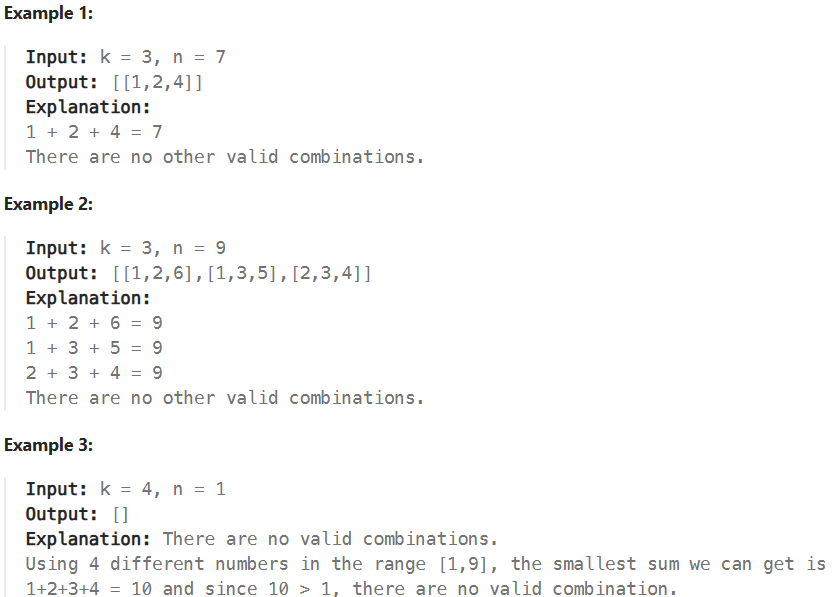 Example 1:
Input: k = 3, n = 7
Output: [[1,2,4]]
Explanation:
1 + 2 + 4 = 7
There are no other valid combinations.
Example 2:
Input: k = 3, n = 9
Output: [[1,2,6],[1,3,5],[2,3,4]]
Explanation:
1 + 2 + 6 = 9
1 + 3 + 5 = 9
2 + 3 + 4 = 9
There are no other valid combinations.
Example 3:
Input: k = 4, n = 1
Output: []
Explanation: There are no valid combinations.
Using 4 different numbers in the range [1,9], the smallest sum we can get is
1+2+3+4 = 10 and since 10 > 1, there are no valid combination.